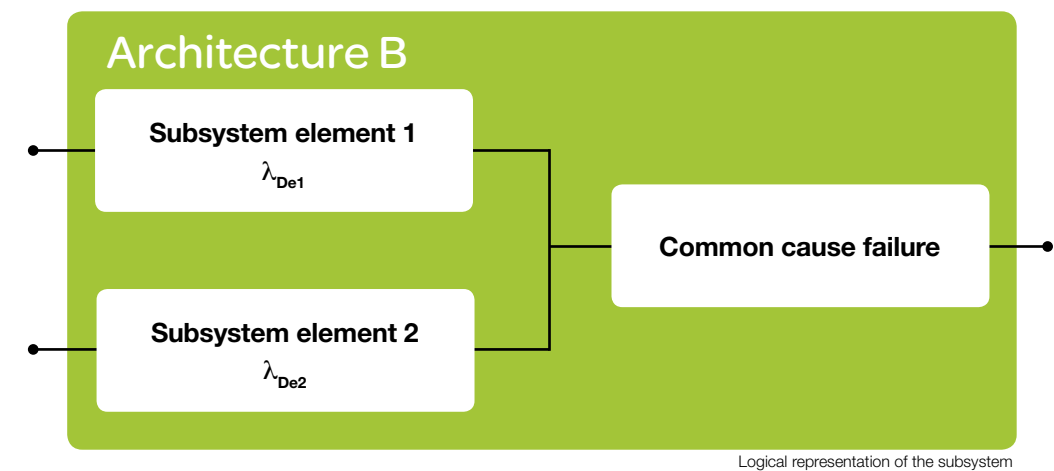 Architecture B
Subsystem element 1
λDe1
Subsystem element 2
λDe2
Common cause failure
Logical representation of the subsystem